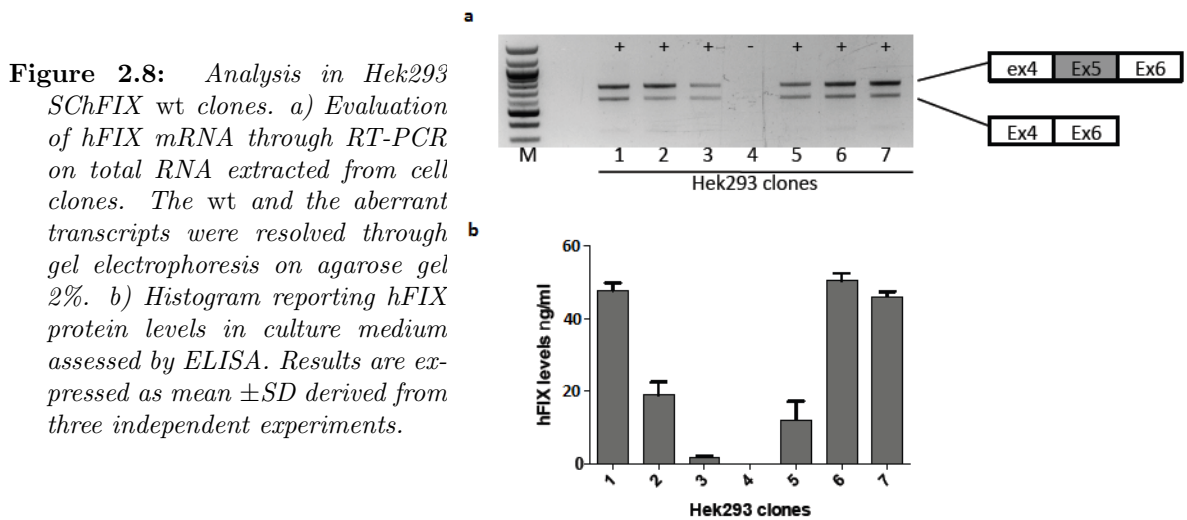 Figure 2.8: Analysis in Hek293
SChFIX wt clones. a) Evaluation
of hFIX mRNA through RT-PCR
on total RNA extracted from cell
clones. The wt and the aberrant
transcripts were resolved through
gel electrophoresis on agarose gel
2%. b) Histogram reporting hFIX
protein levels in culture medium
assessed by ELISA. Results are ex-
pressed as mean ±SD derived from
three independent experiments.
a
+ + + - + + +
M 1 2 3 4 5 6 7
Hek293 clones
ex4 Ex5 Ex6
Ex4 Ex6
b
hFIX levels ng/ml
60
40
20
0
1 2 3 4 5 6 7
Hek293 clones